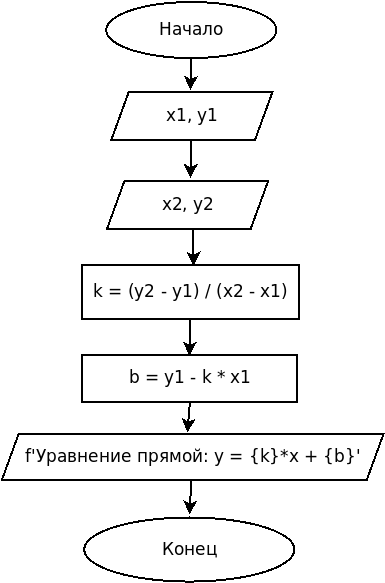 Начало
x1, y1
x2, y2
k = (y2 - y1) / (x2 - x1)
b = y1 - k * x1
f'Уравнение прямой: y = {k}*x + {b}'
Конец